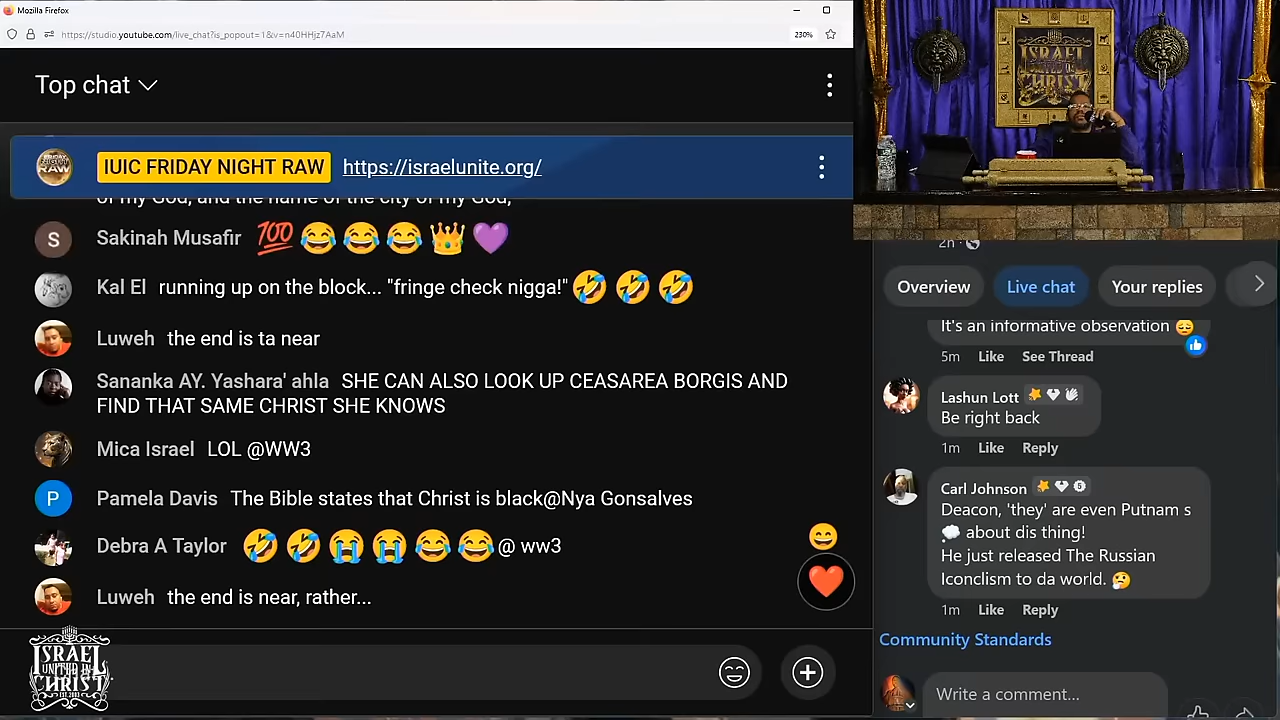 Mozilla Firefox
https://studio.youtube.com/live_chat?is_popout=1&v=n40HHjz7AaM
230%
Top chat
IUIC FRIDAY NIGHT RAW https://israelunite.org/
of my God, and the name of the city of my God,
S Sakinah Musafir 💯😂😂😂👑💜
Kal El running up on the block... "fringe check nigga!" 🤣🤣🤣
Luweh the end is ta near
Sananka AY. Yashara' ahla SHE CAN ALSO LOOK UP CEASAREA BORGIS AND
FIND THAT SAME CHRIST SHE KNOWS
Mica Israel LOL @WW3
P Pamela Davis The Bible states that Christ is black@Nya Gonsalves
Debra A Taylor 🤣🤣😭😭😂😂@ ww3
Luweh the end is near, rather...
ISRAEL
UNITED IN
CHRIST
EST. 2003
ISRAEL
UNITED IN
CHRIST
2h
Overview
Live chat
Your replies
It's an informative observation 😔
5m Like See Thread
Lashun Lott
Be right back
1m Like Reply
Carl Johnson
Deacon, 'they' are even Putnam s
💭 about dis thing!
He just released The Russian
Iconclism to da world. 😢
1m Like Reply
Community Standards
Write a comment...